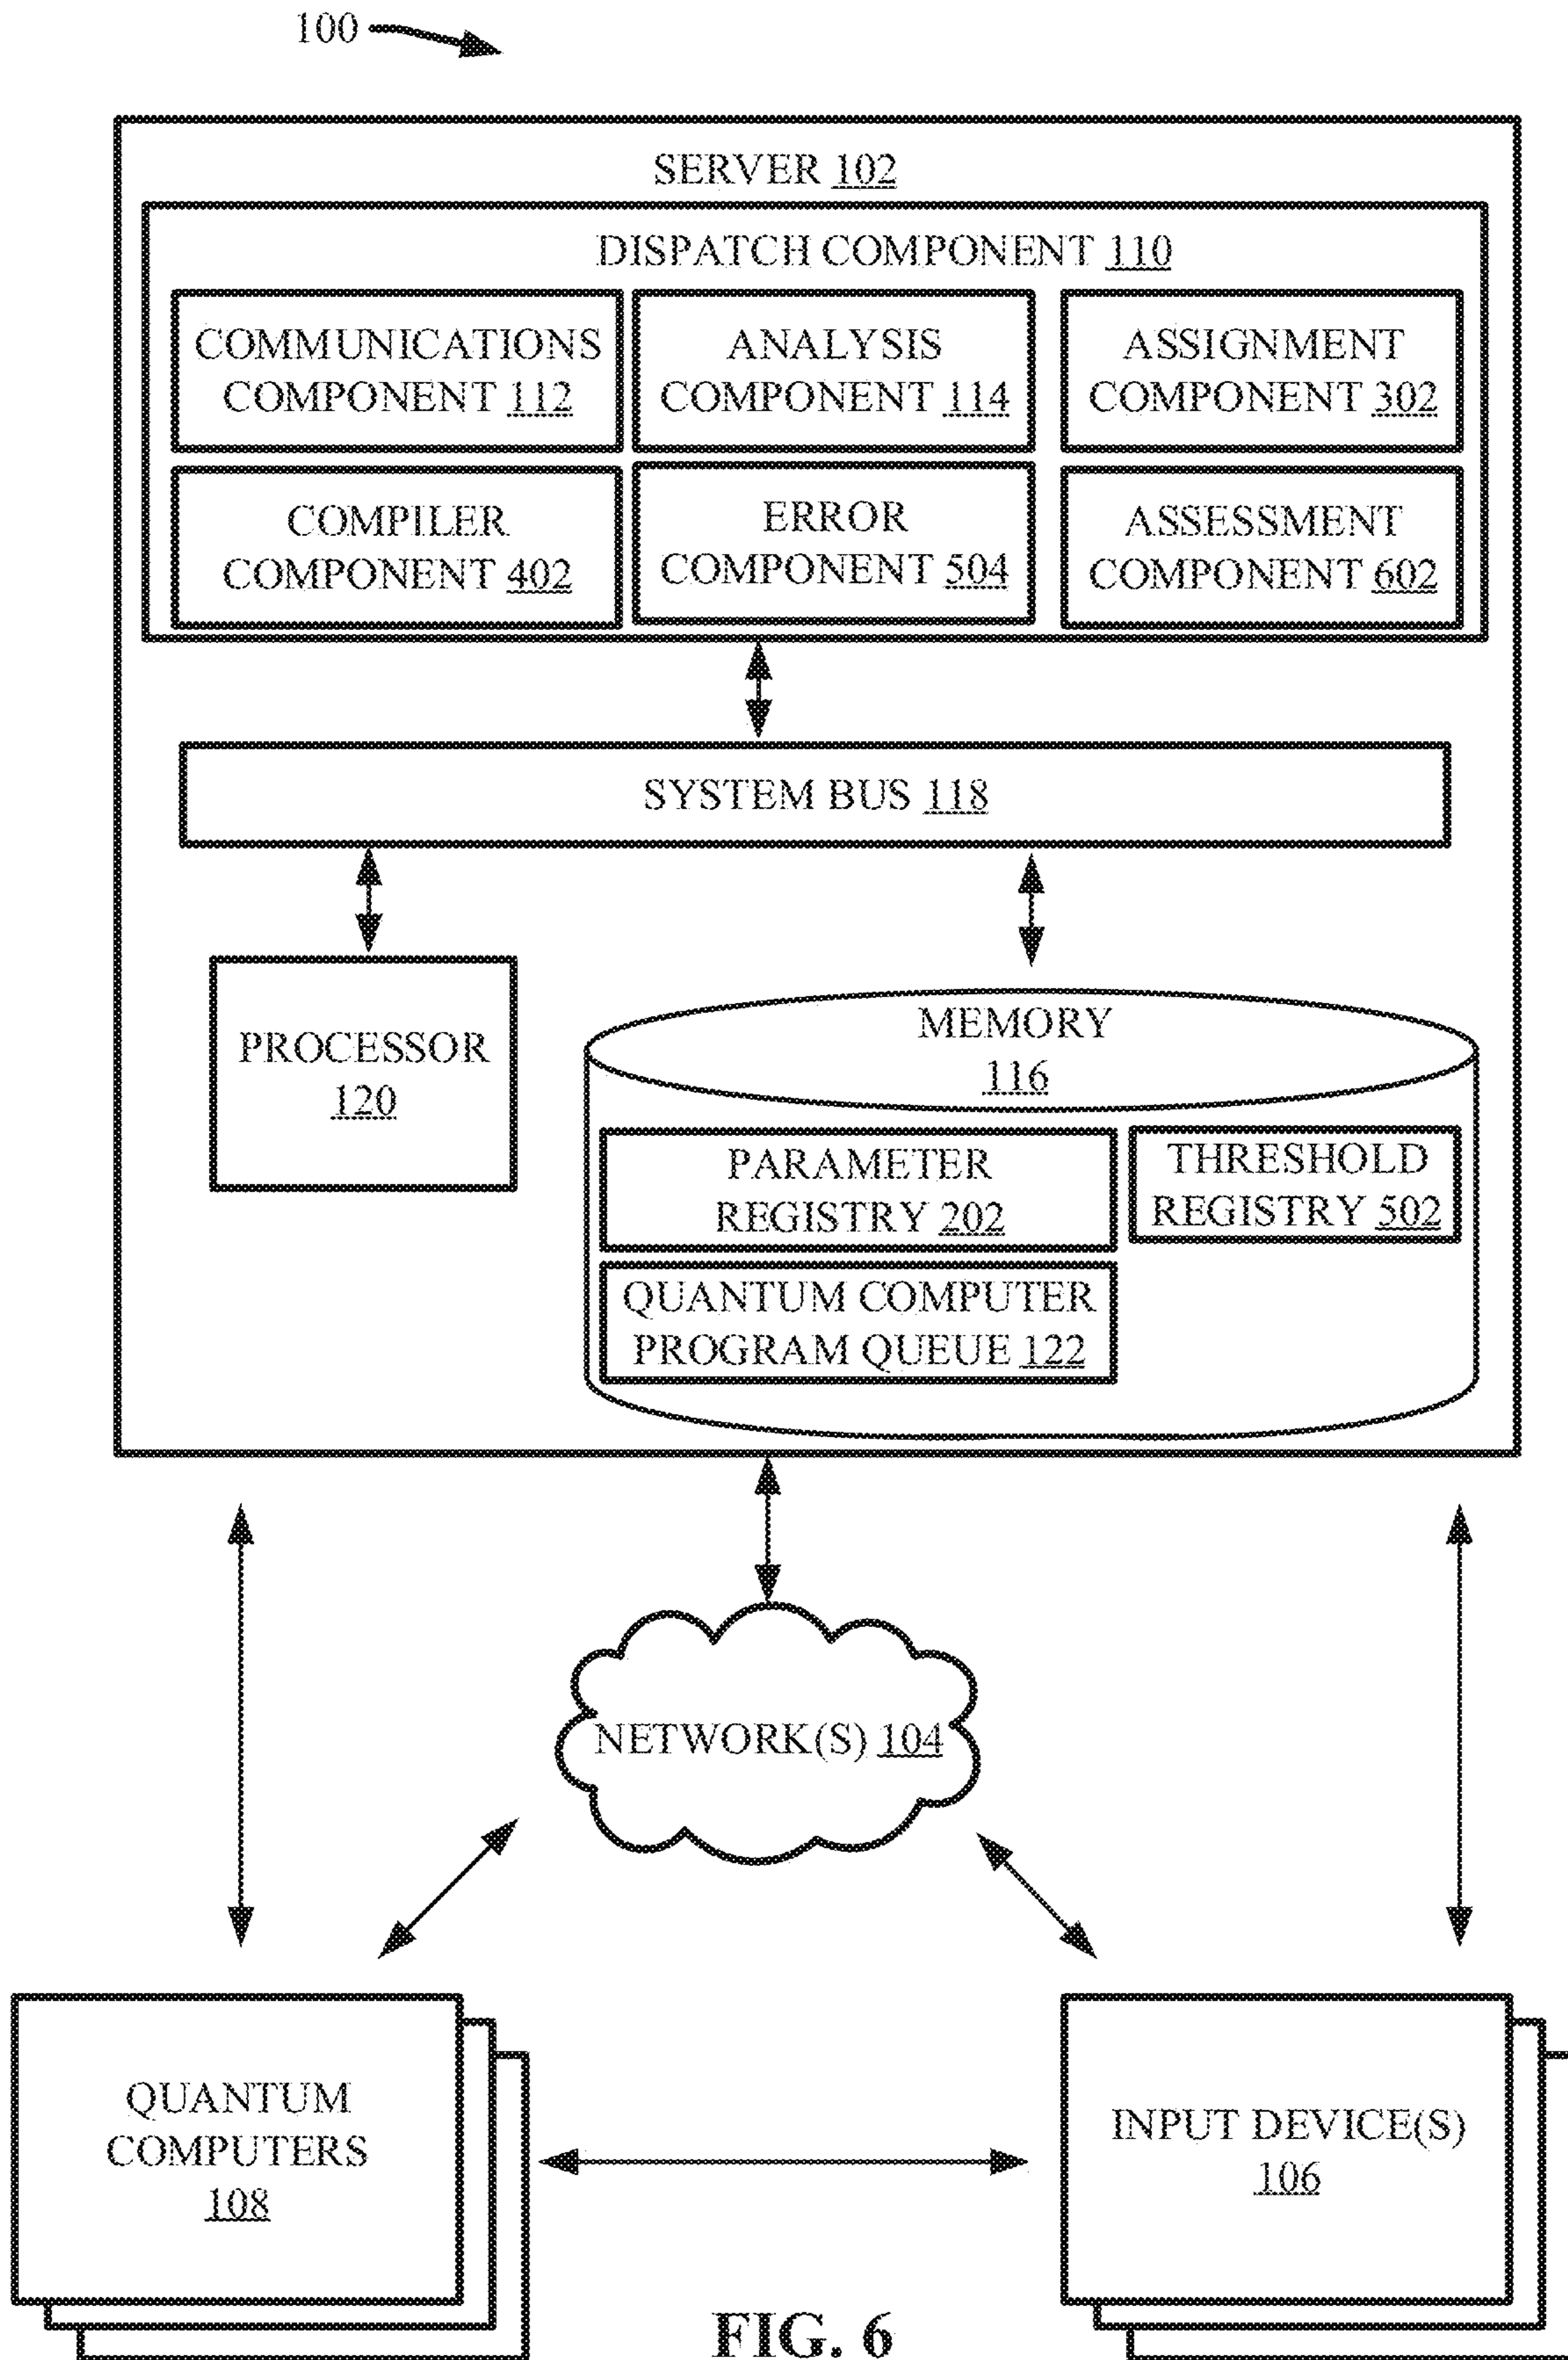 100
SERVER 102
DISPATCH COMPONENT 110
COMMUNICATIONS
COMPONENT 112
ANALYSIS
COMPONENT 114
ASSIGNMENT
COMPONENT 302
COMPILER
COMPONENT 402
ERROR
COMPONENT 504
ASSESSMENT
COMPONENT 602
SYSTEM BUS 118
PROCESSOR
120
MEMORY
116
PARAMETER
REGISTRY 202
THRESHOLD
REGISTRY 502
QUANTUM COMPUTER
PROGRAM QUEUE 122
NETWORK(S) 104
QUANTUM
COMPUTERS
108
INPUT DEVICE(S)
106
FIG. 6